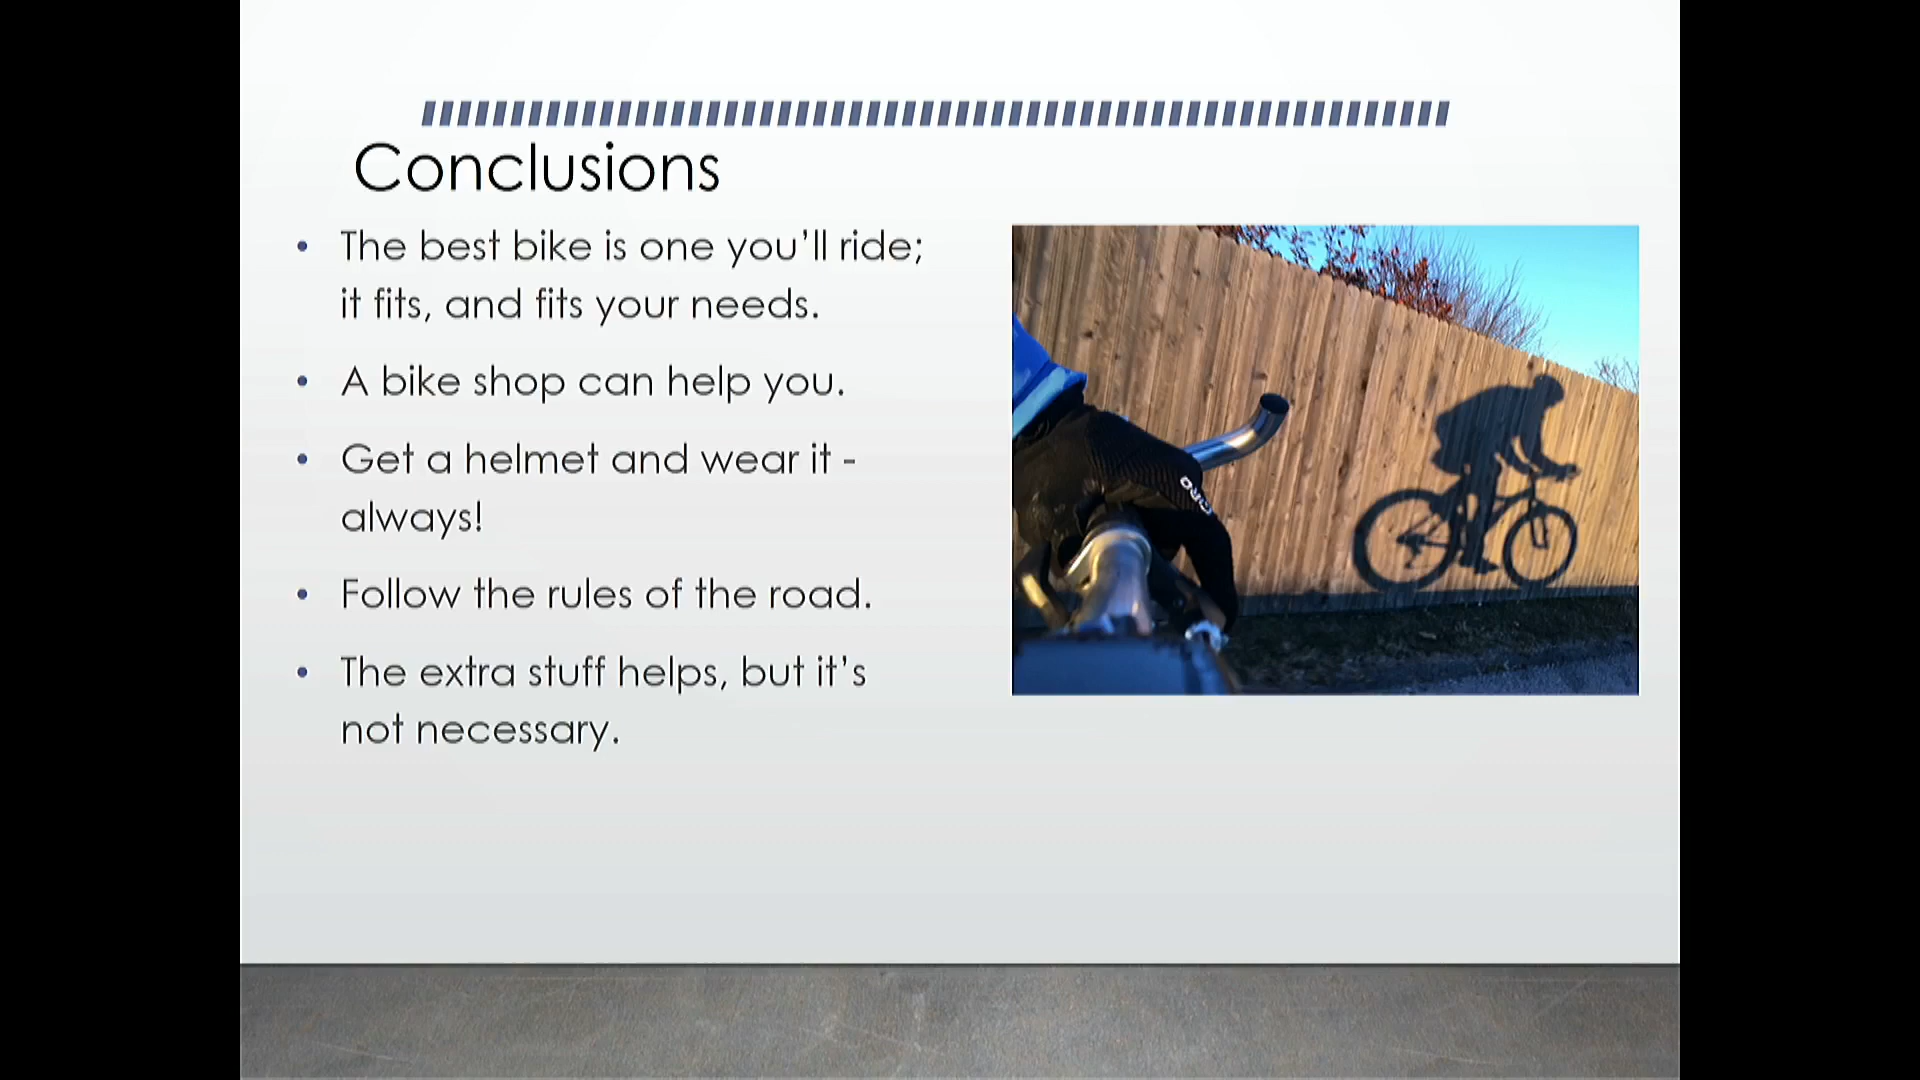 Conclusions
• The best bike is one you’ll ride;
it fits, and fits your needs.
• A bike shop can help you.
• Get a helmet and wear it -
always!
• Follow the rules of the road.
• The extra stuff helps, but it’s
not necessary.